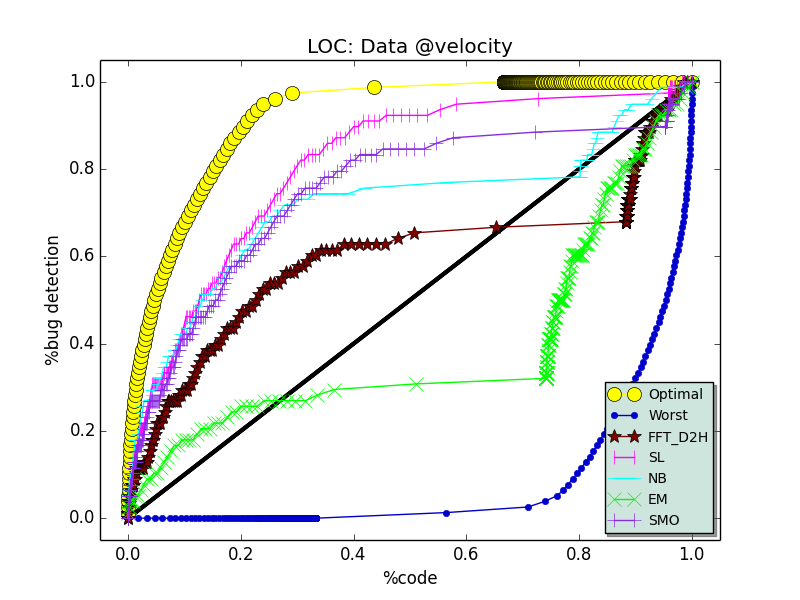 LOC: Data @velocity
%bug detection
1.0
0.8
0.6
0.4
0.2
0.0
0.0 0.2 0.4 0.6 0.8 1.0
%code
Optimal
Worst
FFT_D2H
SL
NB
EM
SMO